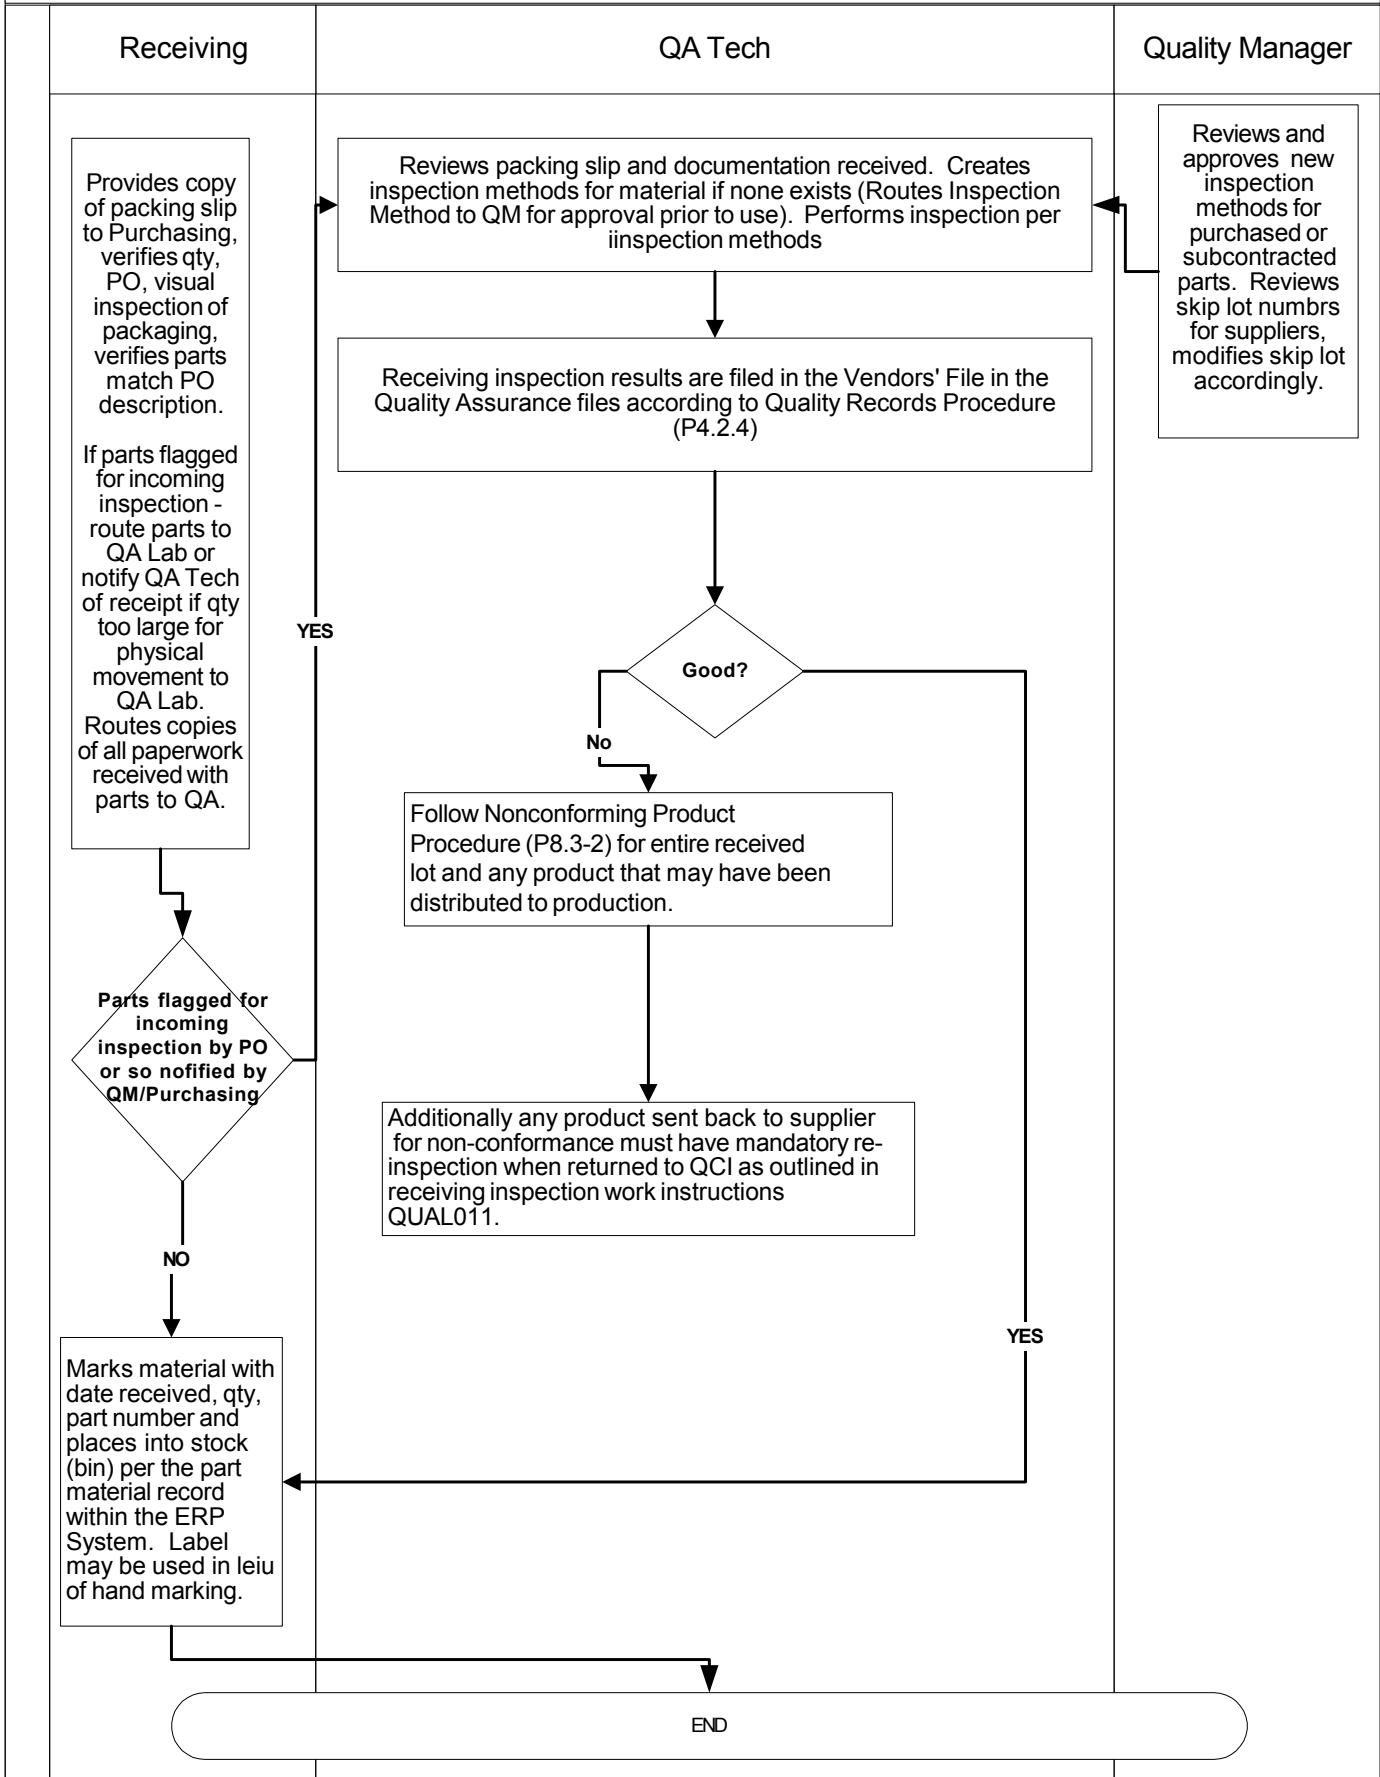 Receiving
QA Tech
Quality Manager
Provides copy
of packing slip
to Purchasing,
verifies qty,
PO, visual
inspection of
packaging,
verifies parts
match PO
description.
If parts flagged
for incoming
inspection -
route parts to
QA Lab or
notify QA Tech
of receipt if qty
too large for
physical
movement to
QA Lab.
Routes copies
of all paperwork
received with
parts to QA.
Reviews packing slip and documentation received.  Creates
inspection methods for material if none exists (Routes Inspection
Method to QM for approval prior to use).  Performs inspection per
iinspection methods
Reviews and
approves  new
inspection
methods for
purchased or
subcontracted
parts.  Reviews
skip lot numbrs
for suppliers,
modifies skip lot
accordingly.
Receiving inspection results are filed in the Vendors' File in the
Quality Assurance files according to Quality Records Procedure
(P4.2.4)
YES
Good?
No
Follow Nonconforming Product
Procedure (P8.3-2) for entire received
lot and any product that may have been
distributed to production.
Parts flagged for
incoming
inspection by PO
or so nofified by
QM/Purchasing
Additionally any product sent back to supplier
for non-conformance must have mandatory re-
inspection when returned to QCI as outlined in
receiving inspection work instructions
QUAL011.
NO
YES
Marks material with
date received, qty,
part number and
places into stock
(bin) per the part
material record
within the ERP
System.   Label
may be used in leiu
of hand marking.
END